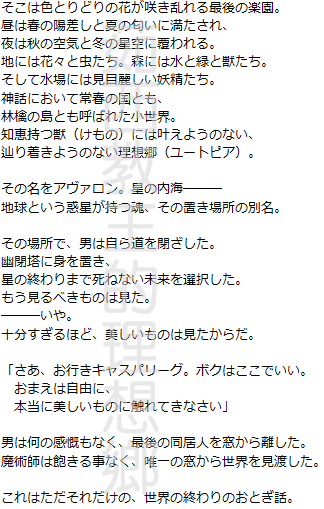 そこは色とりどりの花が咲き乱れる最後の楽園。
昼は春の陽差しと夏の匂いに満たされ、
夜は秋の空気と冬の星空に覆われる。
地には花々と虫たち。森には水と緑と獣たち。
そして水場には見目麗しい妖精たち。
神話において常春の国とも、
林檎の島とも呼ばれた小世界。
知恵持つ獣（けもの）には叶えようのない、
辿り着きようのない理想郷（ユートピア）。
その名をアヴァロン。星の内海―――
地球という惑星が持つ魂、その置き場所の別名。
その場所で、男は自ら道を閉ざした。
幽閉塔に身を置き、
星の終わりまで死ねない未来を選択した。
もう見るべきものは見た。
―――いや。
十分すぎるほど、美しいものは見たからだ。
「さあ、お行きキャスパリーグ。ボクはここでいい。
おまえは自由に、
本当に美しいものに触れてきなさい」
男は何の感慨もなく、最後の同居人を窓から離した。
魔術師は飽きる事なく、唯一の窓から世界を見渡した。
これはただそれだけの、世界の終わりのおとぎ話。